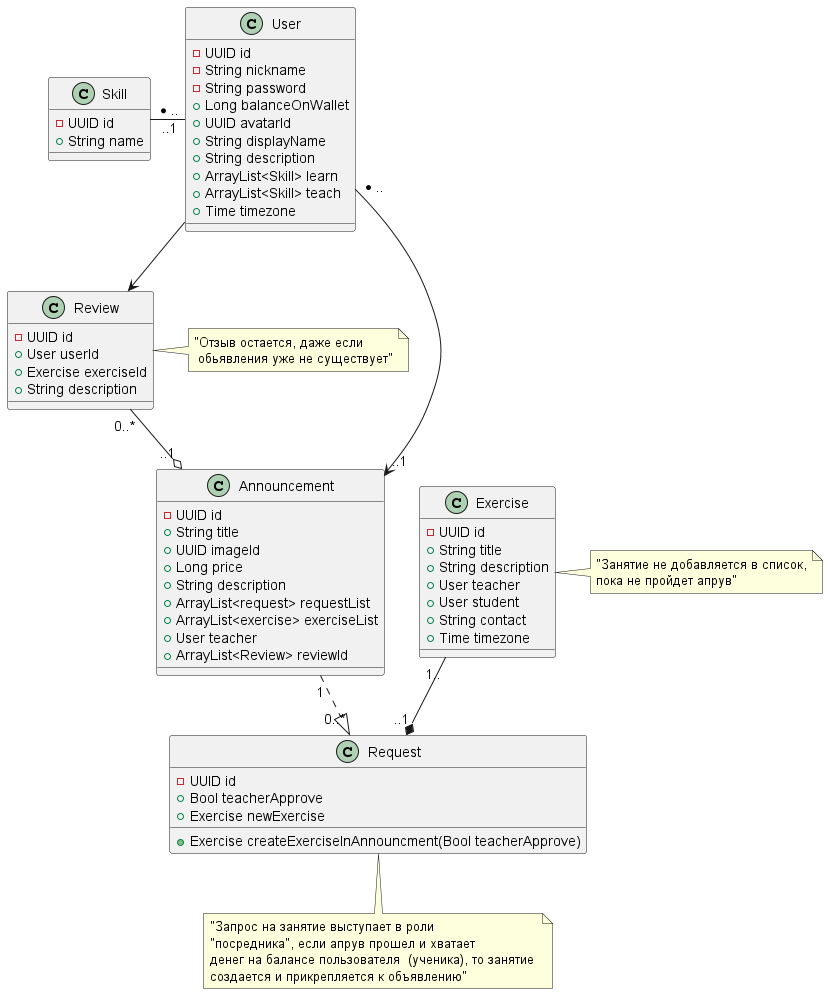 C User
UUID id
String nickname
String password
Long balanceOnWallet
UUID avatarId
String displayName
String description
ArrayList<Skill> learn
ArrayList<Skill> teach
Time timezone
C Skill
UUID id
String name
* ..
..1
* ..
..1
C Review
UUID id
User userId
Exercise exerciseId
String description
"Отзыв остается, даже если
обьявления уже не существует"
0..*
..1
C Announcement
UUID id
String title
UUID imageId
Long price
String description
ArrayList<request> requestList
ArrayList<exercise> exerciseList
User teacher
ArrayList<Review> reviewId
C Exercise
UUID id
String title
String description
User teacher
User student
String contact
Time timezone
"Занятие не добавляется в список,
пока не пройдет апрув"
1
0..*
1..
..1
C Request
UUID id
Bool teacherApprove
Exercise newExercise
Exercise createExerciseInAnnouncment(Bool teacherApprove)
"Запрос на занятие выступает в роли
"посредника", если апрув прошел и хватает
денег на балансе пользователя (ученика), то занятие
создается и прикрепляется к объявлению"